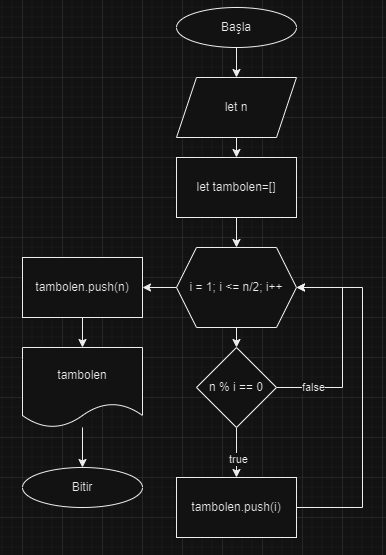 Başla
let n
let tambolen=[]
i = 1; i <= n/2; i++
tambolen.push(n)
tambolen
n % i == 0
false
true
Bitir
tambolen.push(i)